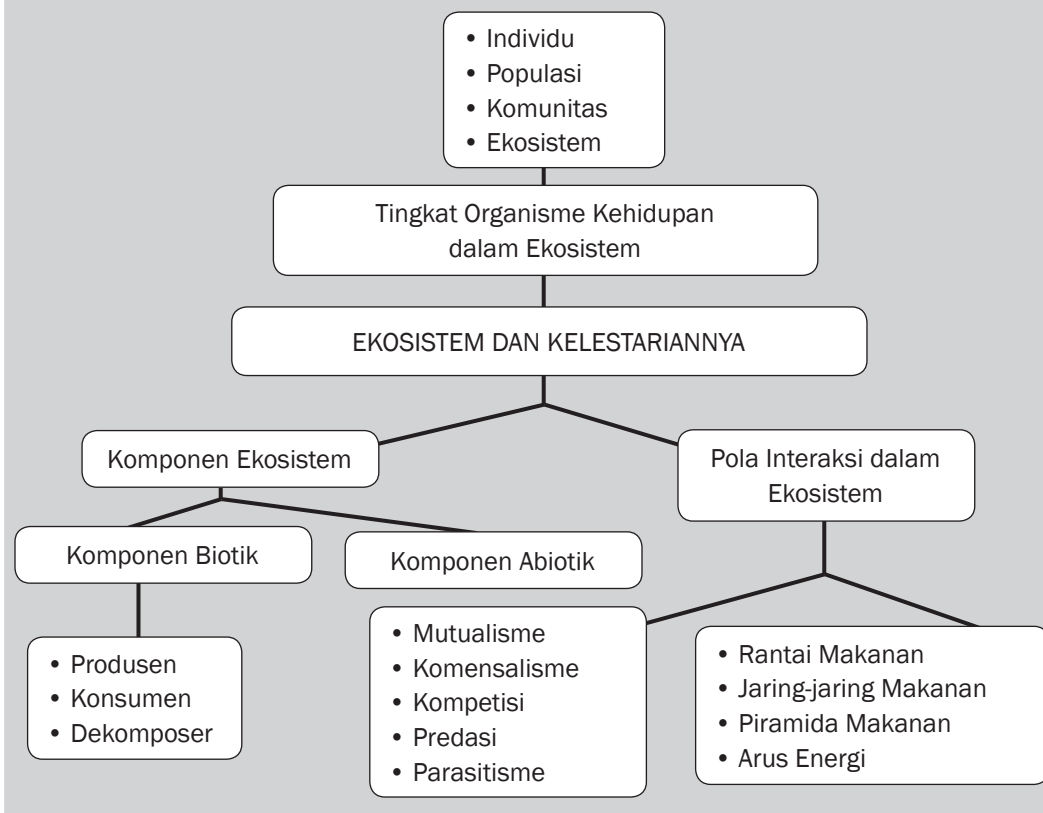 • Individu
• Populasi
• Komunitas
• Ekosistem
Tingkat Organisme Kehidupan
dalam Ekosistem
EKOSISTEM DAN KELESTARIANNYA
Komponen Ekosistem
Pola Interaksi dalam
Ekosistem
Komponen Biotik
Komponen Abiotik
• Produsen
• Konsumen
• Dekomposer
• Mutualisme
• Komensalisme
• Kompetisi
• Predasi
• Parasitisme
• Rantai Makanan
• Jaring-jaring Makanan
• Piramida Makanan
• Arus Energi